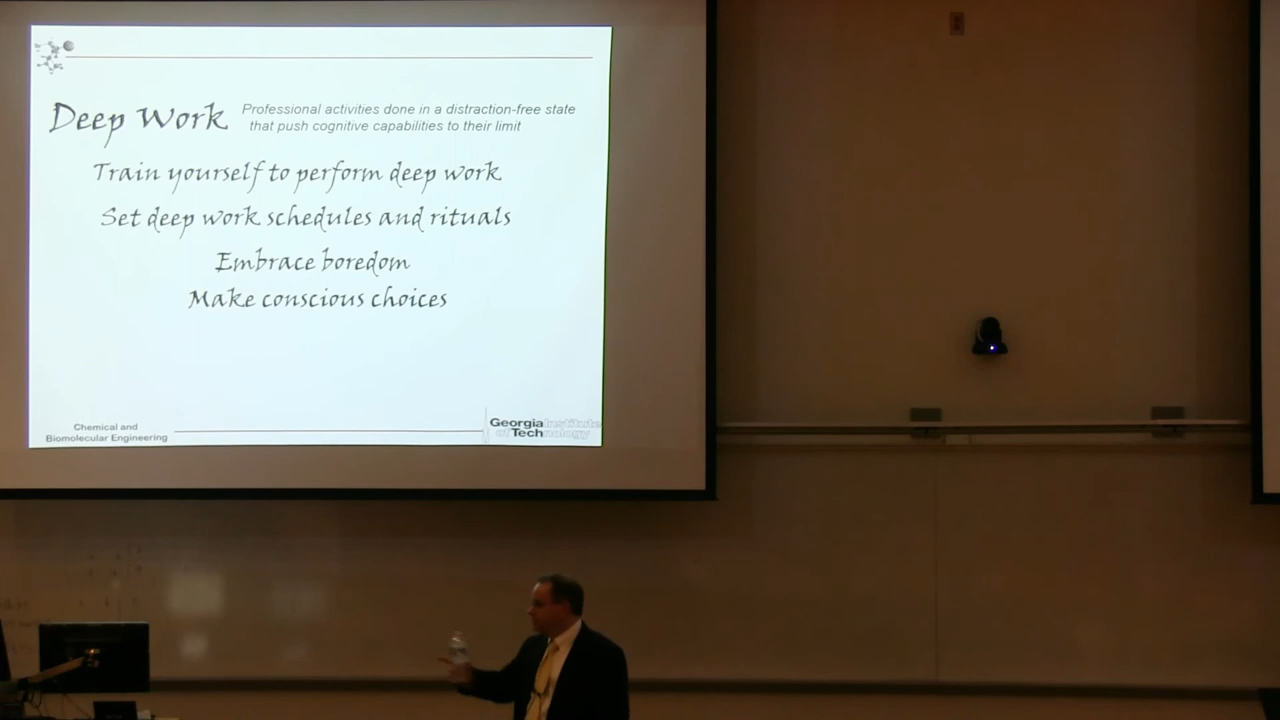 Deep Work
Professional activities done in a distraction-free state
that push cognitive capabilities to their limit
Train yourself to perform deep work
Set deep work schedules and rituals
Embrace boredom
Make conscious choices
Chemical and
Biomolecular Engineering
Georgia Institute
of Technology